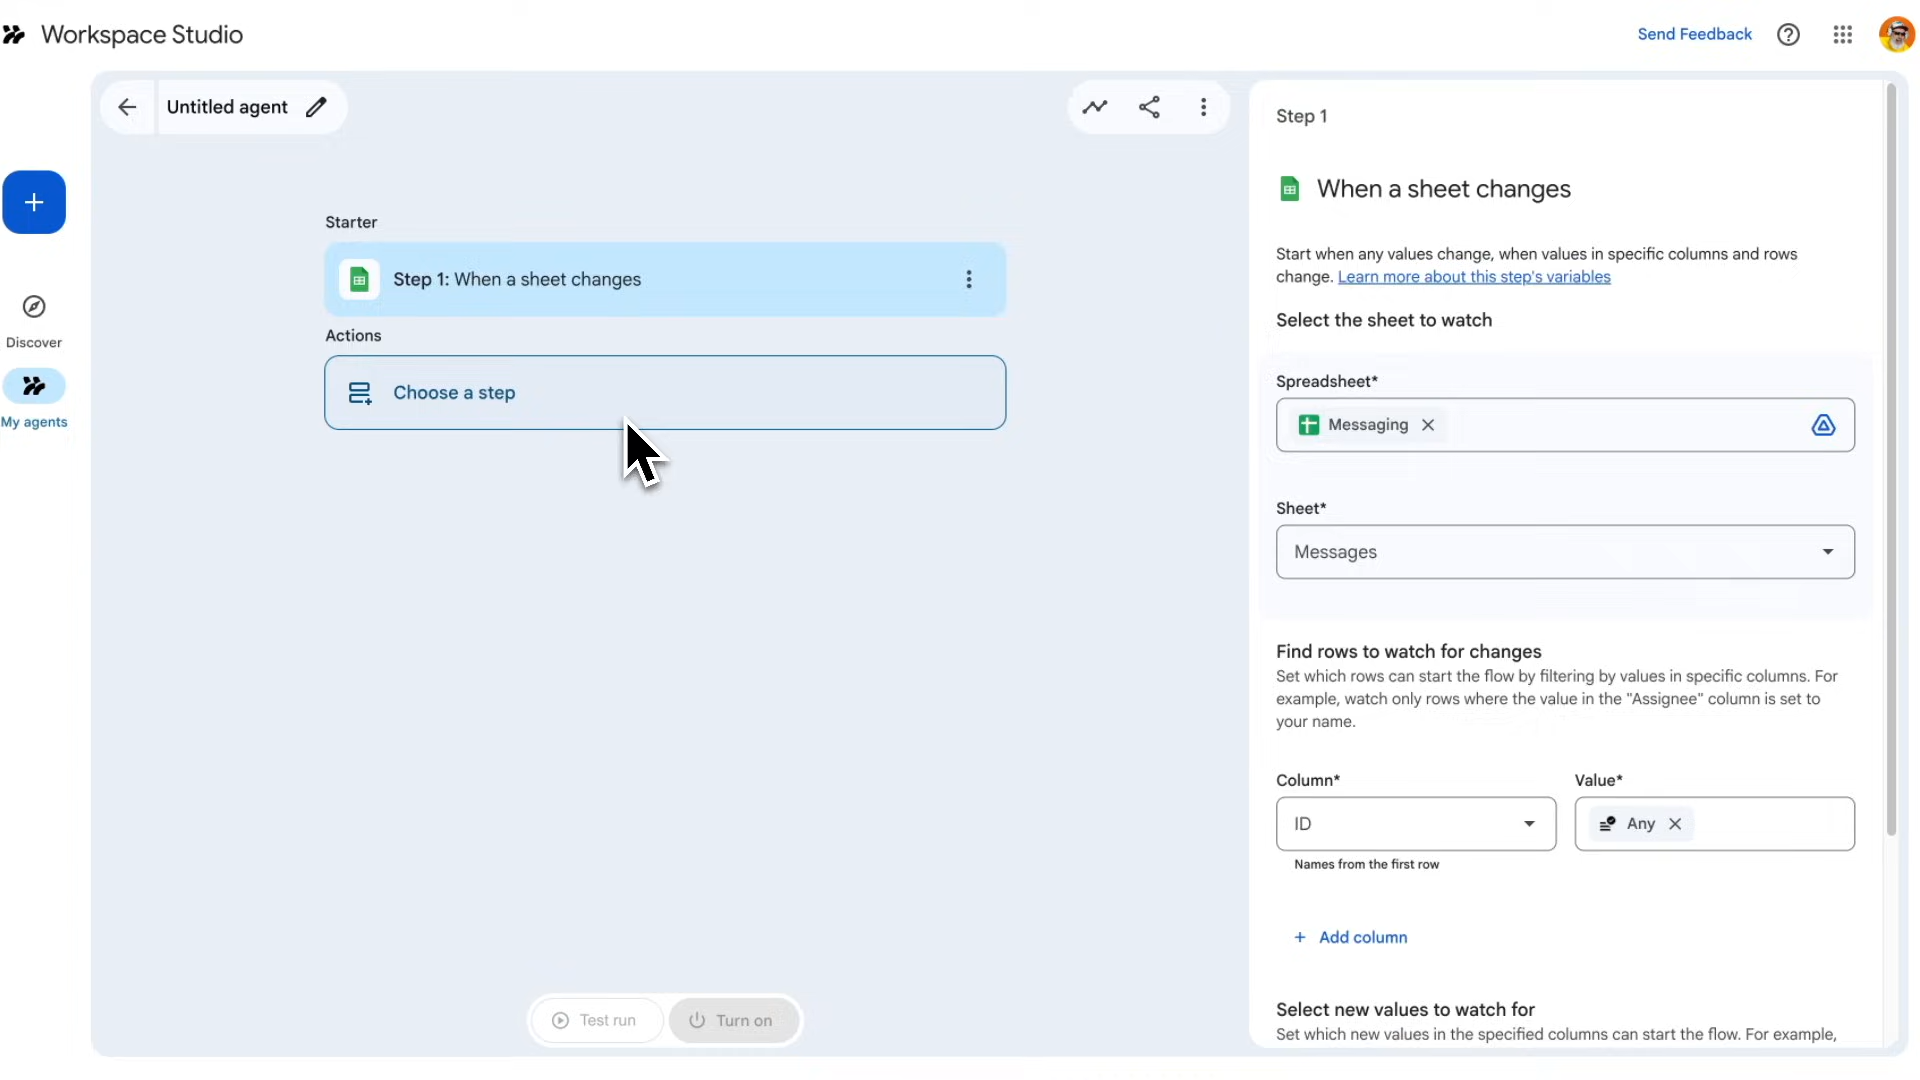 Workspace Studio
Send Feedback
Untitled agent
Discover
My agents
Starter
Step 1: When a sheet changes
Actions
Choose a step
Test run
Turn on
Step 1
When a sheet changes
Start when any values change, when values in specific columns and rows
change. Learn more about this step's variables
Select the sheet to watch
Spreadsheet*
Messaging
Sheet*
Messages
Find rows to watch for changes
Set which rows can start the flow by filtering by values in specific columns. For
example, watch only rows where the value in the "Assignee" column is set to
your name.
Column*
Value*
ID
Any
Names from the first row
+ Add column
Select new values to watch for
Set which new values in the specified columns can start the flow. For example,